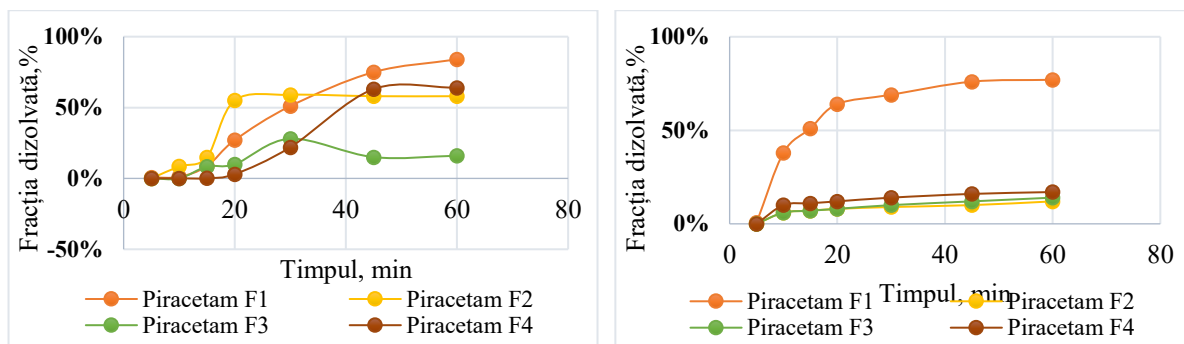 Fracția dizolvată,%
100%
50%
0%
-50%
0
20
40
60
80
Timpul, min
Piracetam F1
Piracetam F2
Piracetam F3
Piracetam F4
Fracția dizolvată,%
100%
50%
0%
0
20
40
60
80
Timpul, min
Piracetam F1
Piracetam F2
Piracetam F3
Piracetam F4